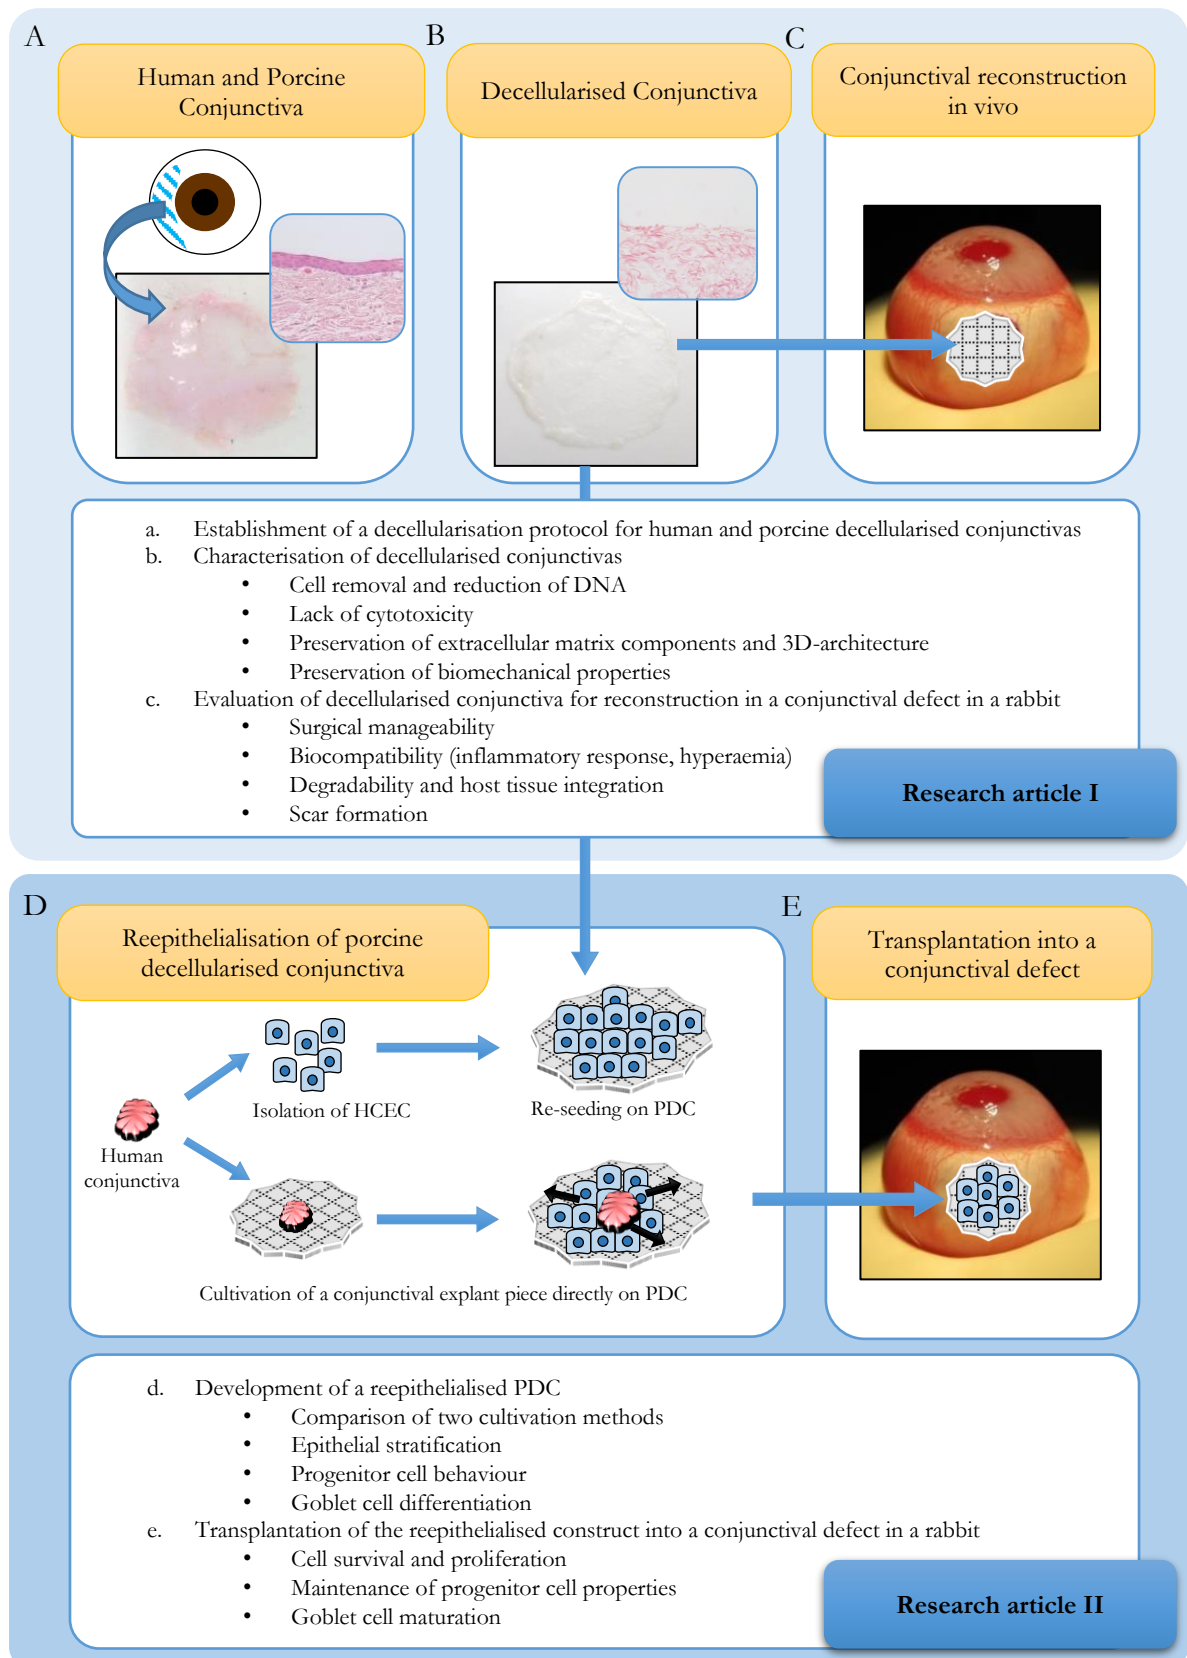 A
Human and Porcine
Conjunctiva
B
Decellularised Conjunctiva
C
Conjunctival reconstruction
in vivo
a. Establishment of a decellularisation protocol for human and porcine decellularised conjunctivas
b. Characterisation of decellularised conjunctivas
• Cell removal and reduction of DNA
• Lack of cytotoxicity
• Preservation of extracellular matrix components and 3D-architecture
• Preservation of biomechanical properties
c. Evaluation of decellularised conjunctiva for reconstruction in a conjunctival defect in a rabbit
• Surgical manageability
• Biocompatibility (inflammatory response, hyperaemia)
• Degradability and host tissue integration
• Scar formation
Research article I
D
Reepithelialisation of porcine
decellularised conjunctiva
Isolation of HCEC
Re-seeding on PDC
Human
conjunctiva
Cultivation of a conjunctival explant piece directly on PDC
E
Transplantation into a
conjunctival defect
d. Development of a reepithelialised PDC
• Comparison of two cultivation methods
• Epithelial stratification
• Progenitor cell behaviour
• Goblet cell differentiation
e. Transplantation of the reepithelialised construct into a conjunctival defect in a rabbit
• Cell survival and proliferation
• Maintenance of progenitor cell properties
• Goblet cell maturation
Research article II